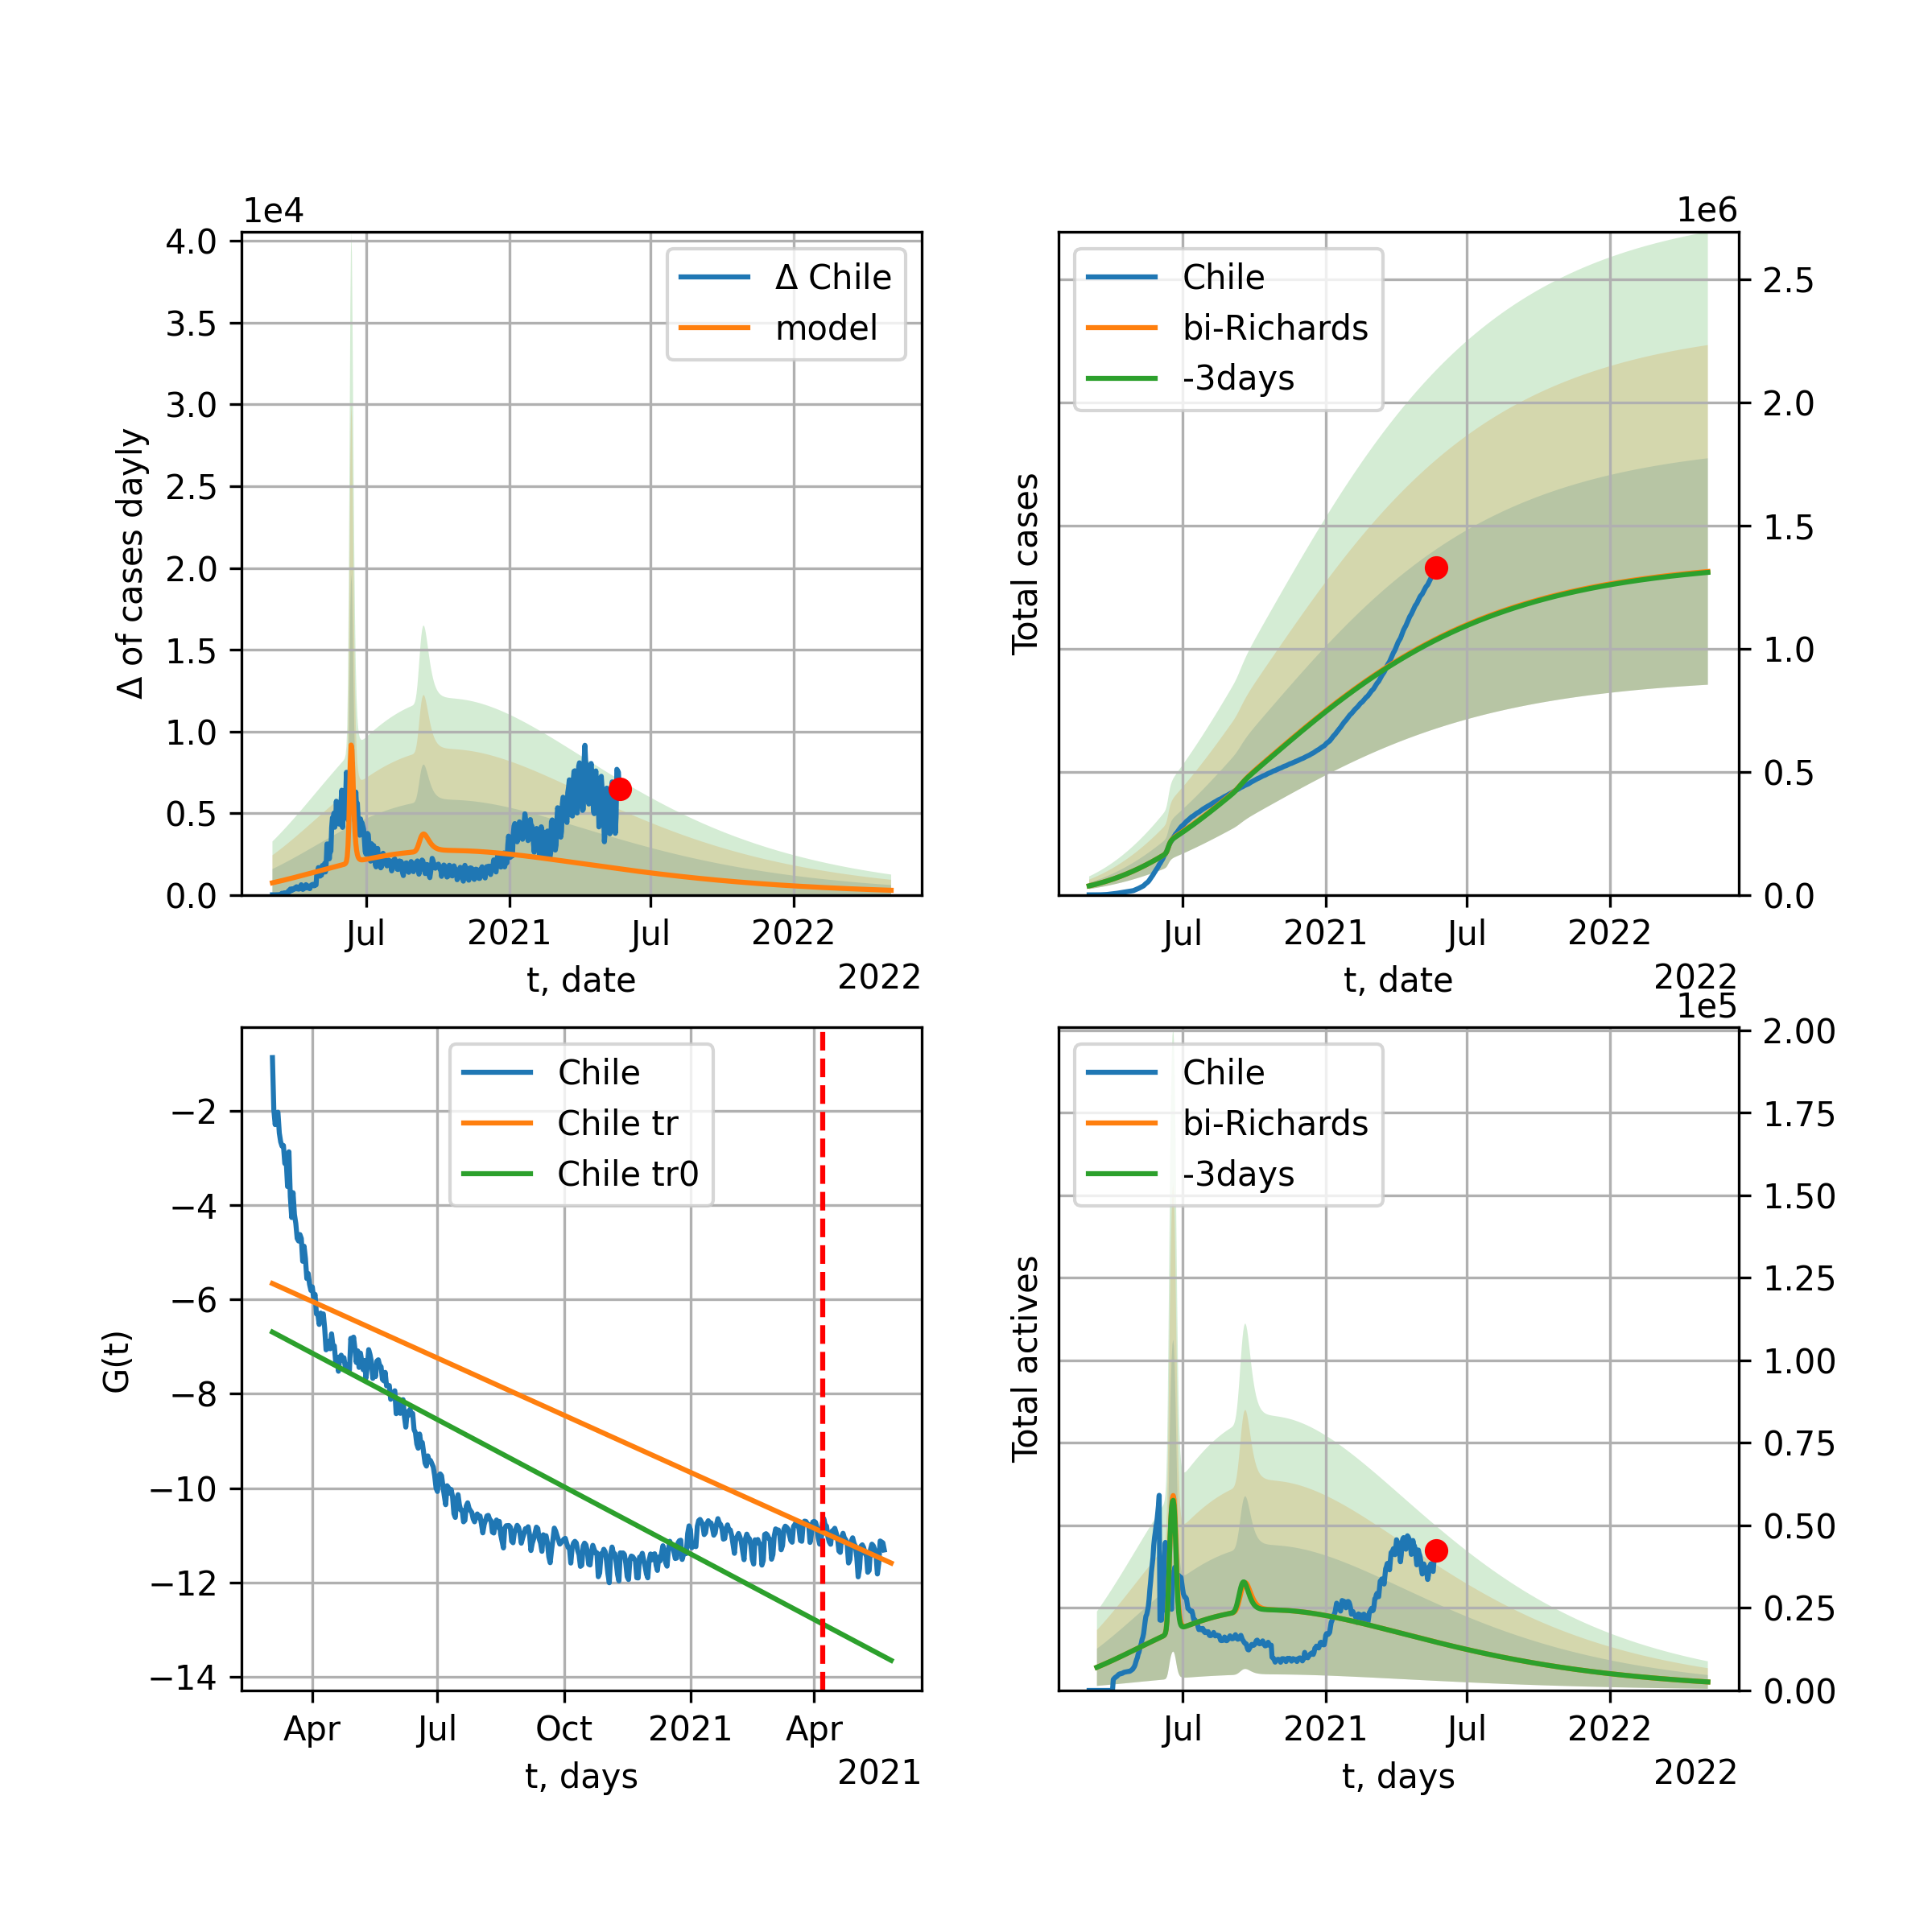 1e4
4.0
3.5
3.0
2.5
2.0
1.5
1.0
0.5
0.0
Δ of cases dayly
Δ Chile
model
Jul 2021 Jul 2022
t, date
2022
1e6
2.5
2.0
1.5
1.0
0.5
0.0
Total cases
Chile
bi-Richards
-3days
Jul 2021 Jul 2022
t, date
2022
−2
−4
−6
−8
−10
−12
−14
G(t)
Chile
Chile tr
Chile tr0
Apr Jul Oct 2021 Apr
t, days
2021
1e5
2.00
1.75
1.50
1.25
1.00
0.75
0.50
0.25
0.00
Total actives
Chile
bi-Richards
-3days
Jul 2021 Jul 2022
t, days
2022